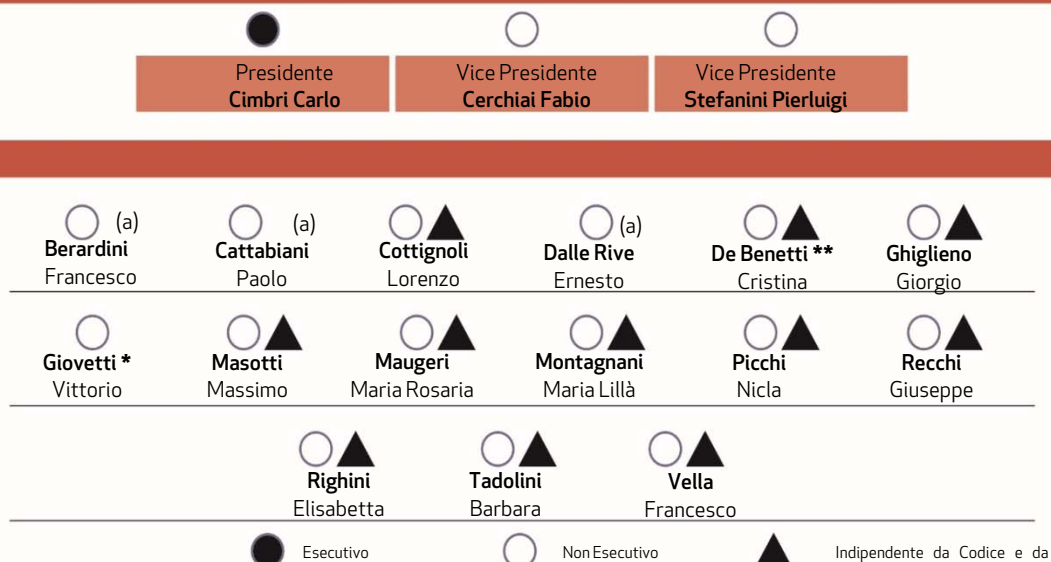 Presidente Vice Presidente Vice Presidente
Cimbri Carlo Cerchiai Fabio Stefanini Pierluigi
(a) (a) (a)
Berardini Cattabiani Cottignoli Dalle Rive De Benetti ** Ghiglieno
Francesco Paolo Lorenzo Ernesto Cristina Giorgio
Giovetti * Masotti Maugeri Montagnani Picchi Recchi
Vittorio Massimo Maria Rosaria Maria Lillà Nicla Giuseppe
Righini Tadolini Vella
Elisabetta Barbara Francesco
Esecutivo Non Esecutivo Indipendente da Codice e da